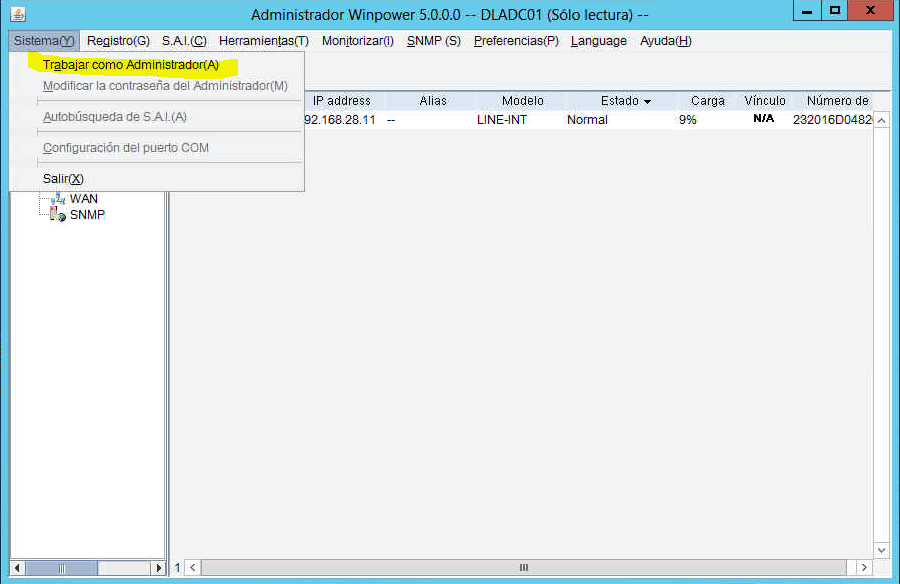 Administrador Winpower 5.0.0.0 -- DLADC01 (Sólo lectura) --
Sistema(Y) Registro(G) S.A.I.(C) Herramientas(T) Monitorizar(I) SNMP (S) Preferencias(P) Language Ayuda(H)
Trabajar como Administrador(A)
Modificar la contraseña del Administrador(M)
Autobúsqueda de S.A.I.(A)
Configuración del puerto COM
Salir(X)
IP address Alias Modelo Estado Carga Vínculo Número de
92.168.28.11 -- LINE-INT Normal 9% N/A 232016D0482
WAN
SNMP
1